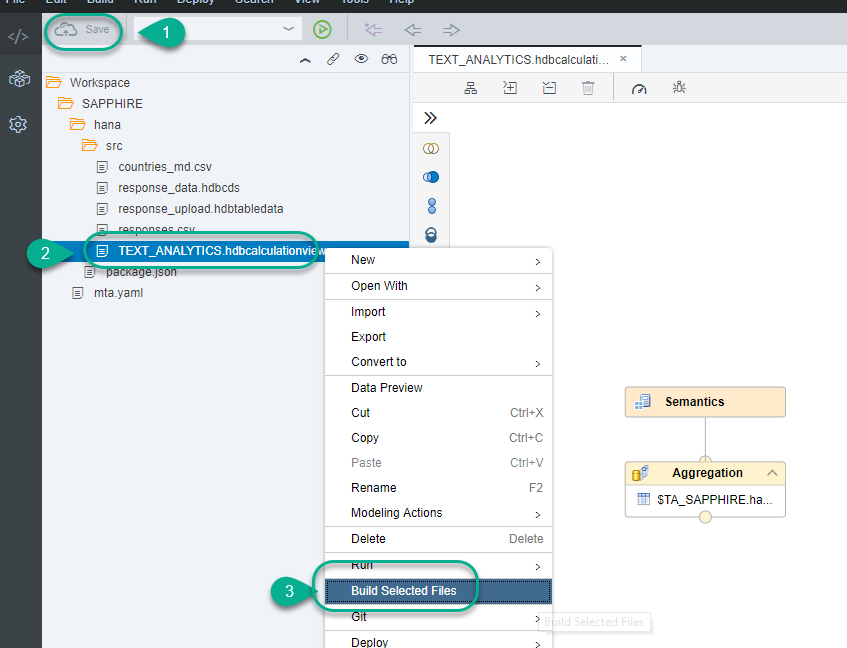 File Edit Build Run Deploy Search View Tools Help
Save
1
TEXT_ANALYTICS.hdbcalculati... ×
Workspace
SAPPHIRE
hana
src
countries_md.csv
response_data.hdbcds
response_upload.hdbtabledata
responses.csv
2
TEXT_ANALYTICS.hdbcalculationview
package.json
mta.yaml
New
Open With
Import
Export
Convert to
Data Preview
Cut Ctrl+X
Copy Ctrl+C
Paste Ctrl+V
Rename F2
Modeling Actions
Delete Delete
Run
3
Build Selected Files
Git
Build Selected Files
Deploy
Semantics
Aggregation
$TA_SAPPHIRE.ha...